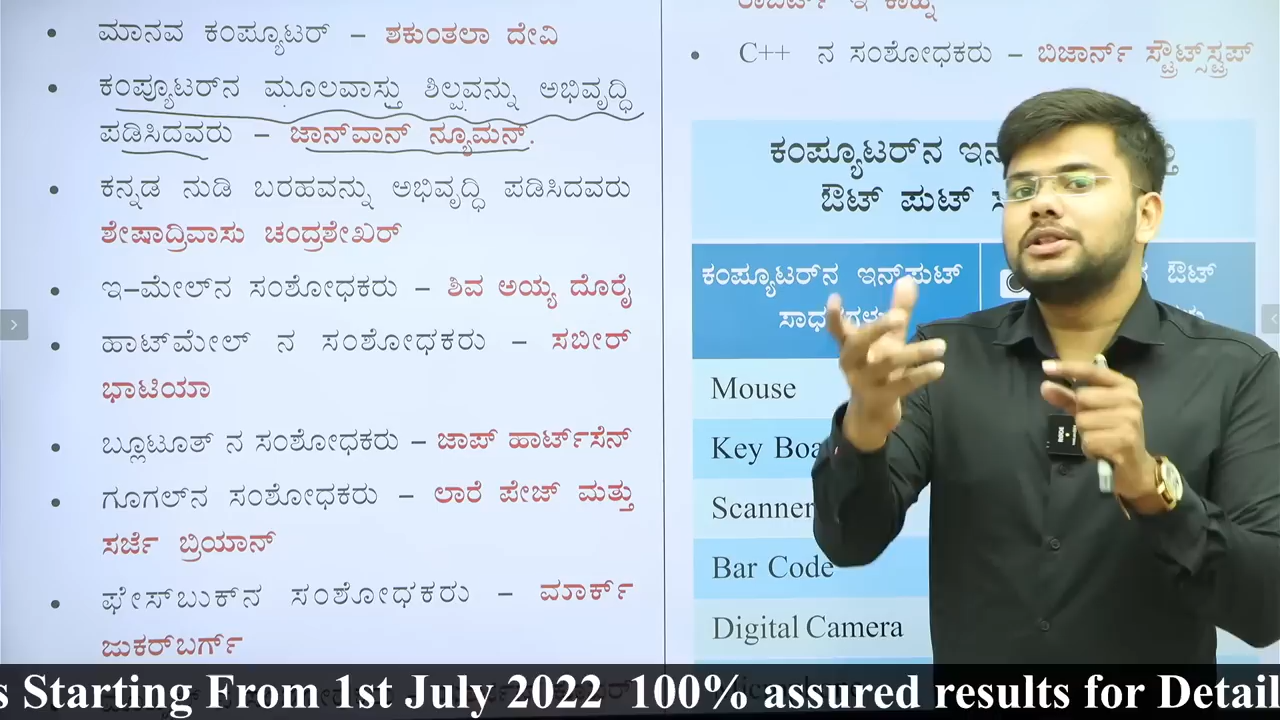 • ಮಾನವ ಕಂಪ್ಯೂಟರ್ – ಶಕುಂತಲಾ ದೇವಿ
• ಕಂಪ್ಯೂಟರ್‌ನ ಮೂಲವಾಸ್ತು ಶಿಲ್ಪವನ್ನು ಅಭಿವೃದ್ಧಿ
ಪಡಿಸಿದವರು – ಜಾನ್‌ವಾನ್ ನ್ಯೂಮನ್.
• ಕನ್ನಡ ನುಡಿ ಬರಹವನ್ನು ಅಭಿವೃದ್ಧಿ ಪಡಿಸಿದವರು
ಶೇಷಾದ್ರಿವಾಸು ಚಂದ್ರಶೇಖರ್
• ಇ–ಮೇಲ್‌ನ ಸಂಶೋಧಕರು – ಶಿವ ಅಯ್ಯ ದೊರೈ
• ಹಾಟ್‌ಮೇಲ್ ನ ಸಂಶೋಧಕರು – ಸಬೀರ್
ಭಾಟಿಯಾ
• ಬ್ಲೂಟೂತ್ ನ ಸಂಶೋಧಕರು – ಜಾಪ್ ಹಾರ್ಟ್‌ಸೆನ್
• ಗೂಗಲ್‌ನ ಸಂಶೋಧಕರು – ಲಾರೆ ಪೇಜ್ ಮತ್ತು
ಸರ್ಜೆ ಬ್ರಿಯಾನ್
• ಫೇಸ್‌ಬುಕ್‌ನ ಸಂಶೋಧಕರು – ಮಾರ್ಕ್
ಜುಕರ್‌ಬರ್ಗ್
• C++ ನ ಸಂಶೋಧಕರು – ಬಿಜಾರ್ನ್ ಸ್ಟ್ರೌಟ್‌ಸ್ಟ್ರಪ್
ಕಂಪ್ಯೂಟರ್‌ನ
ಔಟ್ ಪುಟ್
ಕಂಪ್ಯೂಟರ್‌ನ ಇನ್‌ಪುಟ್
ಔಟ್
Mouse
Key
Scanner
Bar Code
Digital Camera
s Starting From 1st July 2022 100% assured results for Detail